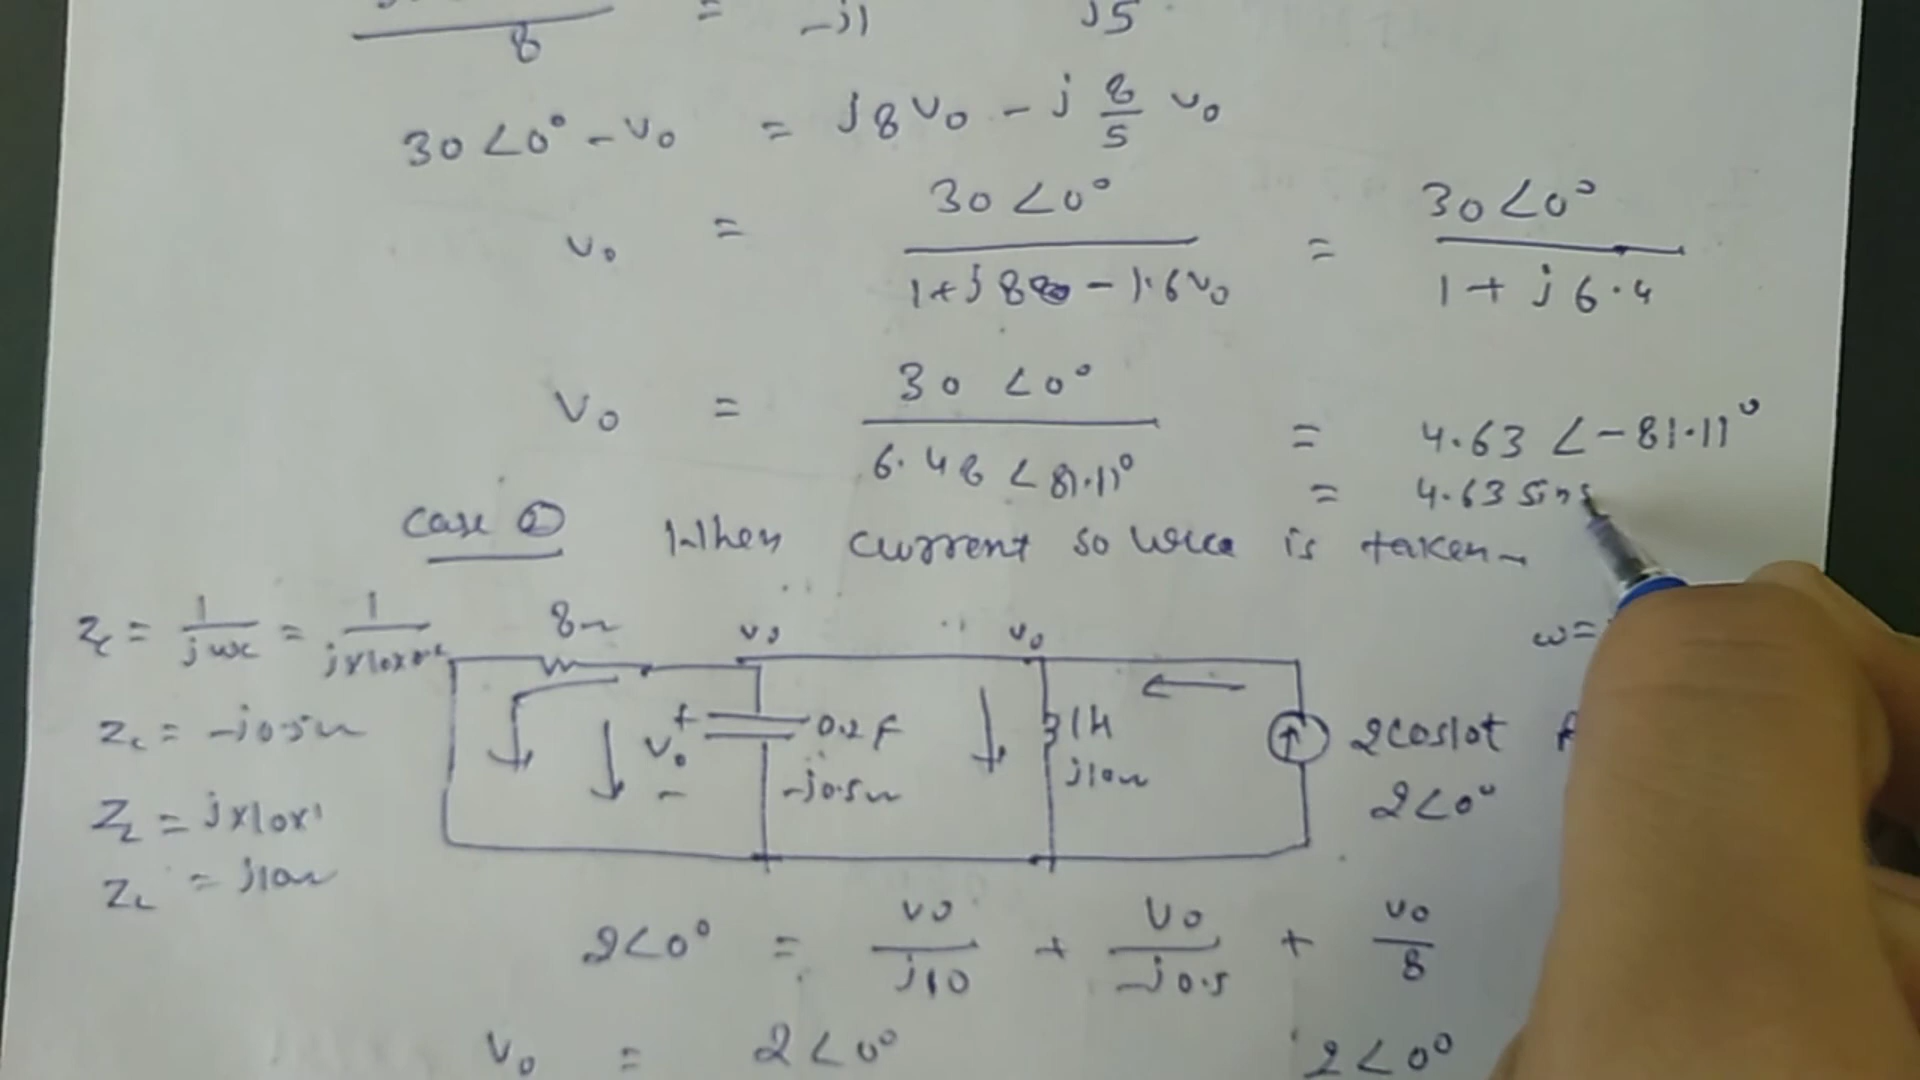 8 = -j1 j5
30∠0° - v₀ = j8v₀ - j 8/5 v₀
v₀ = 30∠0° / 1+j8 - 1.6v₀ = 30∠0° / 1+j6.4
V₀ = 30∠0° / 6.48∠81.11° = 4.63∠-81.11°
= 4.63 Sin5
Case ② When current source is taken
Zc = 1/jωc = 1/j×10×0.2
8Ω v₀ v₀ ω=
Zc = -j0.5Ω + V₀ - 0.2F -j0.5Ω 1H j10Ω 2cos10t
2∠0°
ZL = j×10×1
ZL = j10Ω
2∠0° = v₀/j10 + V₀/-j0.5 + v₀/8
V₀ = 2∠0° 2∠0°